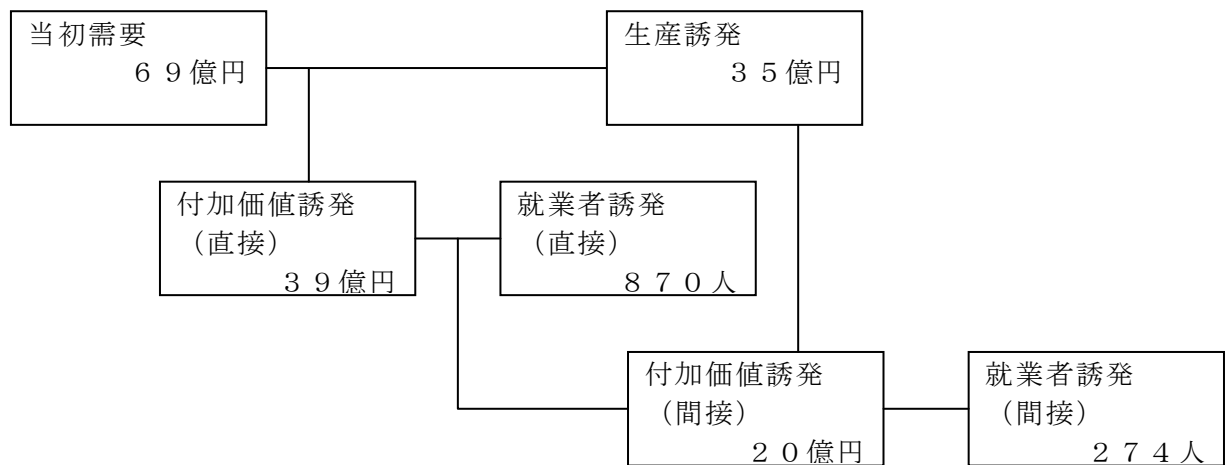 当初需要
６９億円
生産誘発
３５億円
付加価値誘発
（直接）
３９億円
就業者誘発
（直接）
８７０人
付加価値誘発
（間接）
２０億円
就業者誘発
（間接）
２７４人